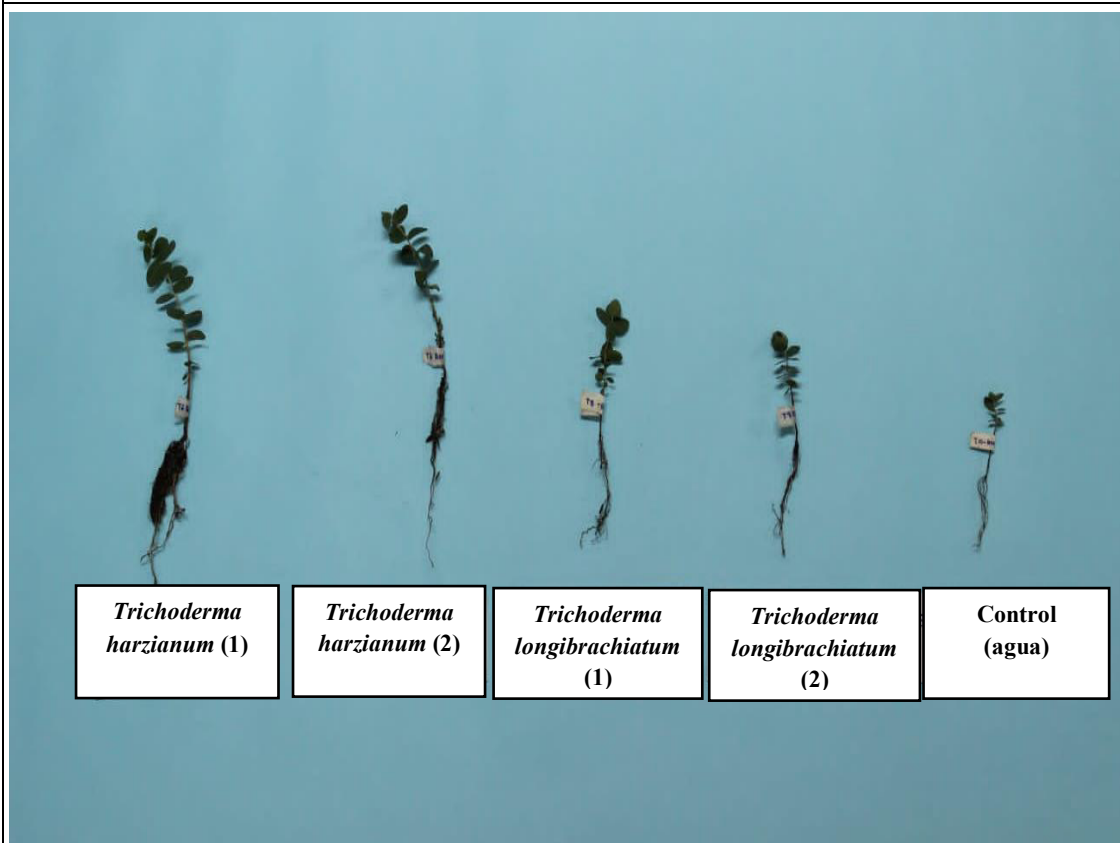 Trichoderma
harzianum (1)
Trichoderma
harzianum (2)
Trichoderma
longibrachiatum
(1)
Trichoderma
longibrachiatum
(2)
Control
(agua)